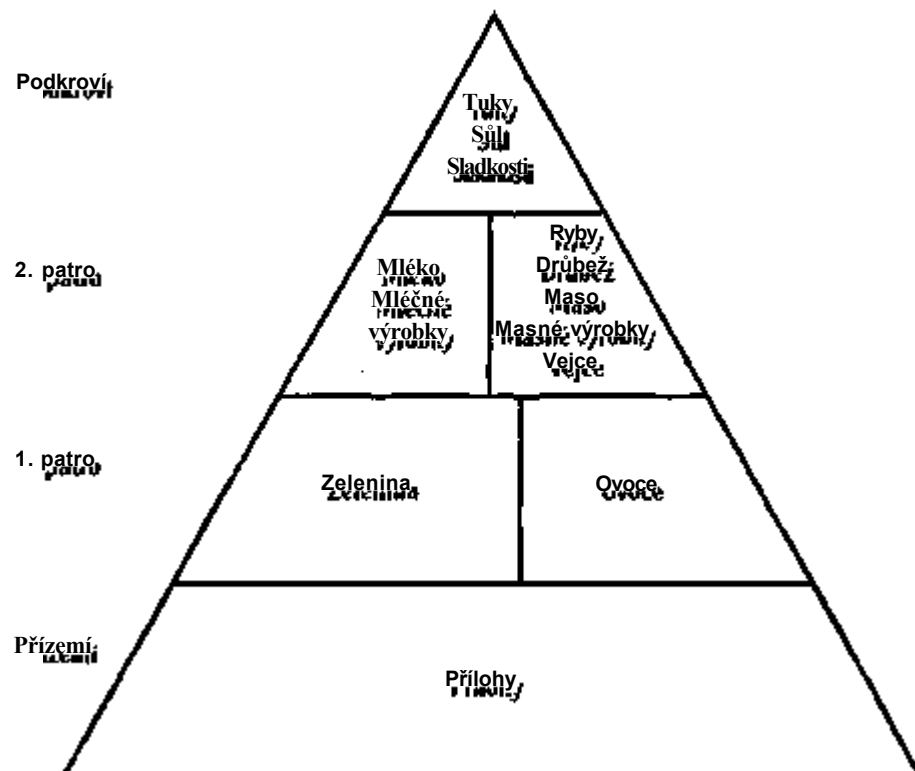 Podkroví
Tuky
Sůl
Sladkosti
2. patro
Mléko
Mléčné
výrobky
Ryby
Drůbež
Maso
Masné výrobky
Vejce
1. patro
Zelenina
Ovoce
Přízemí
Přílohy